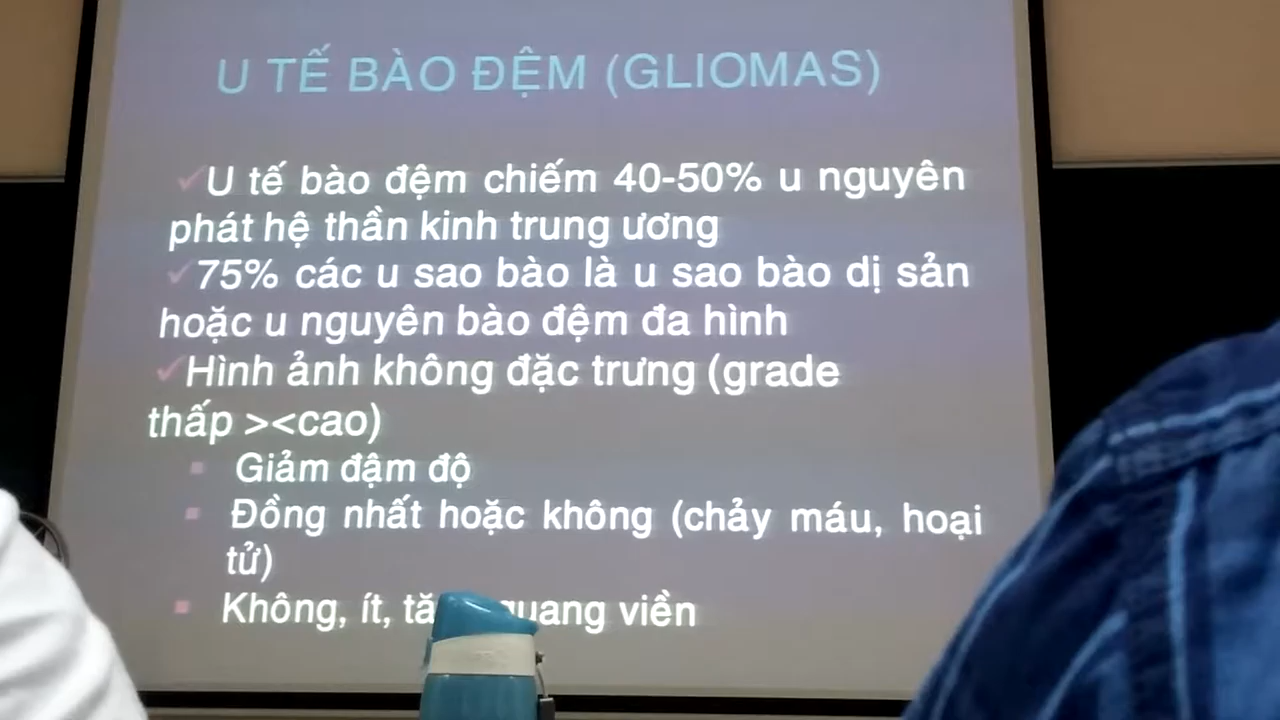 U TẾ BÀO ĐỆM (GLIOMAS)
U tế bào đệm chiếm 40-50% u nguyên
phát hệ thần kinh trung ương
75% các u sao bào là u sao bào dị sản
hoặc u nguyên bào đệm đa hình
Hình ảnh không đặc trưng (grade
thấp ><cao)
Giảm đậm độ
Đồng nhất hoặc không (chảy máu, hoại
tử)
Không, ít, viền